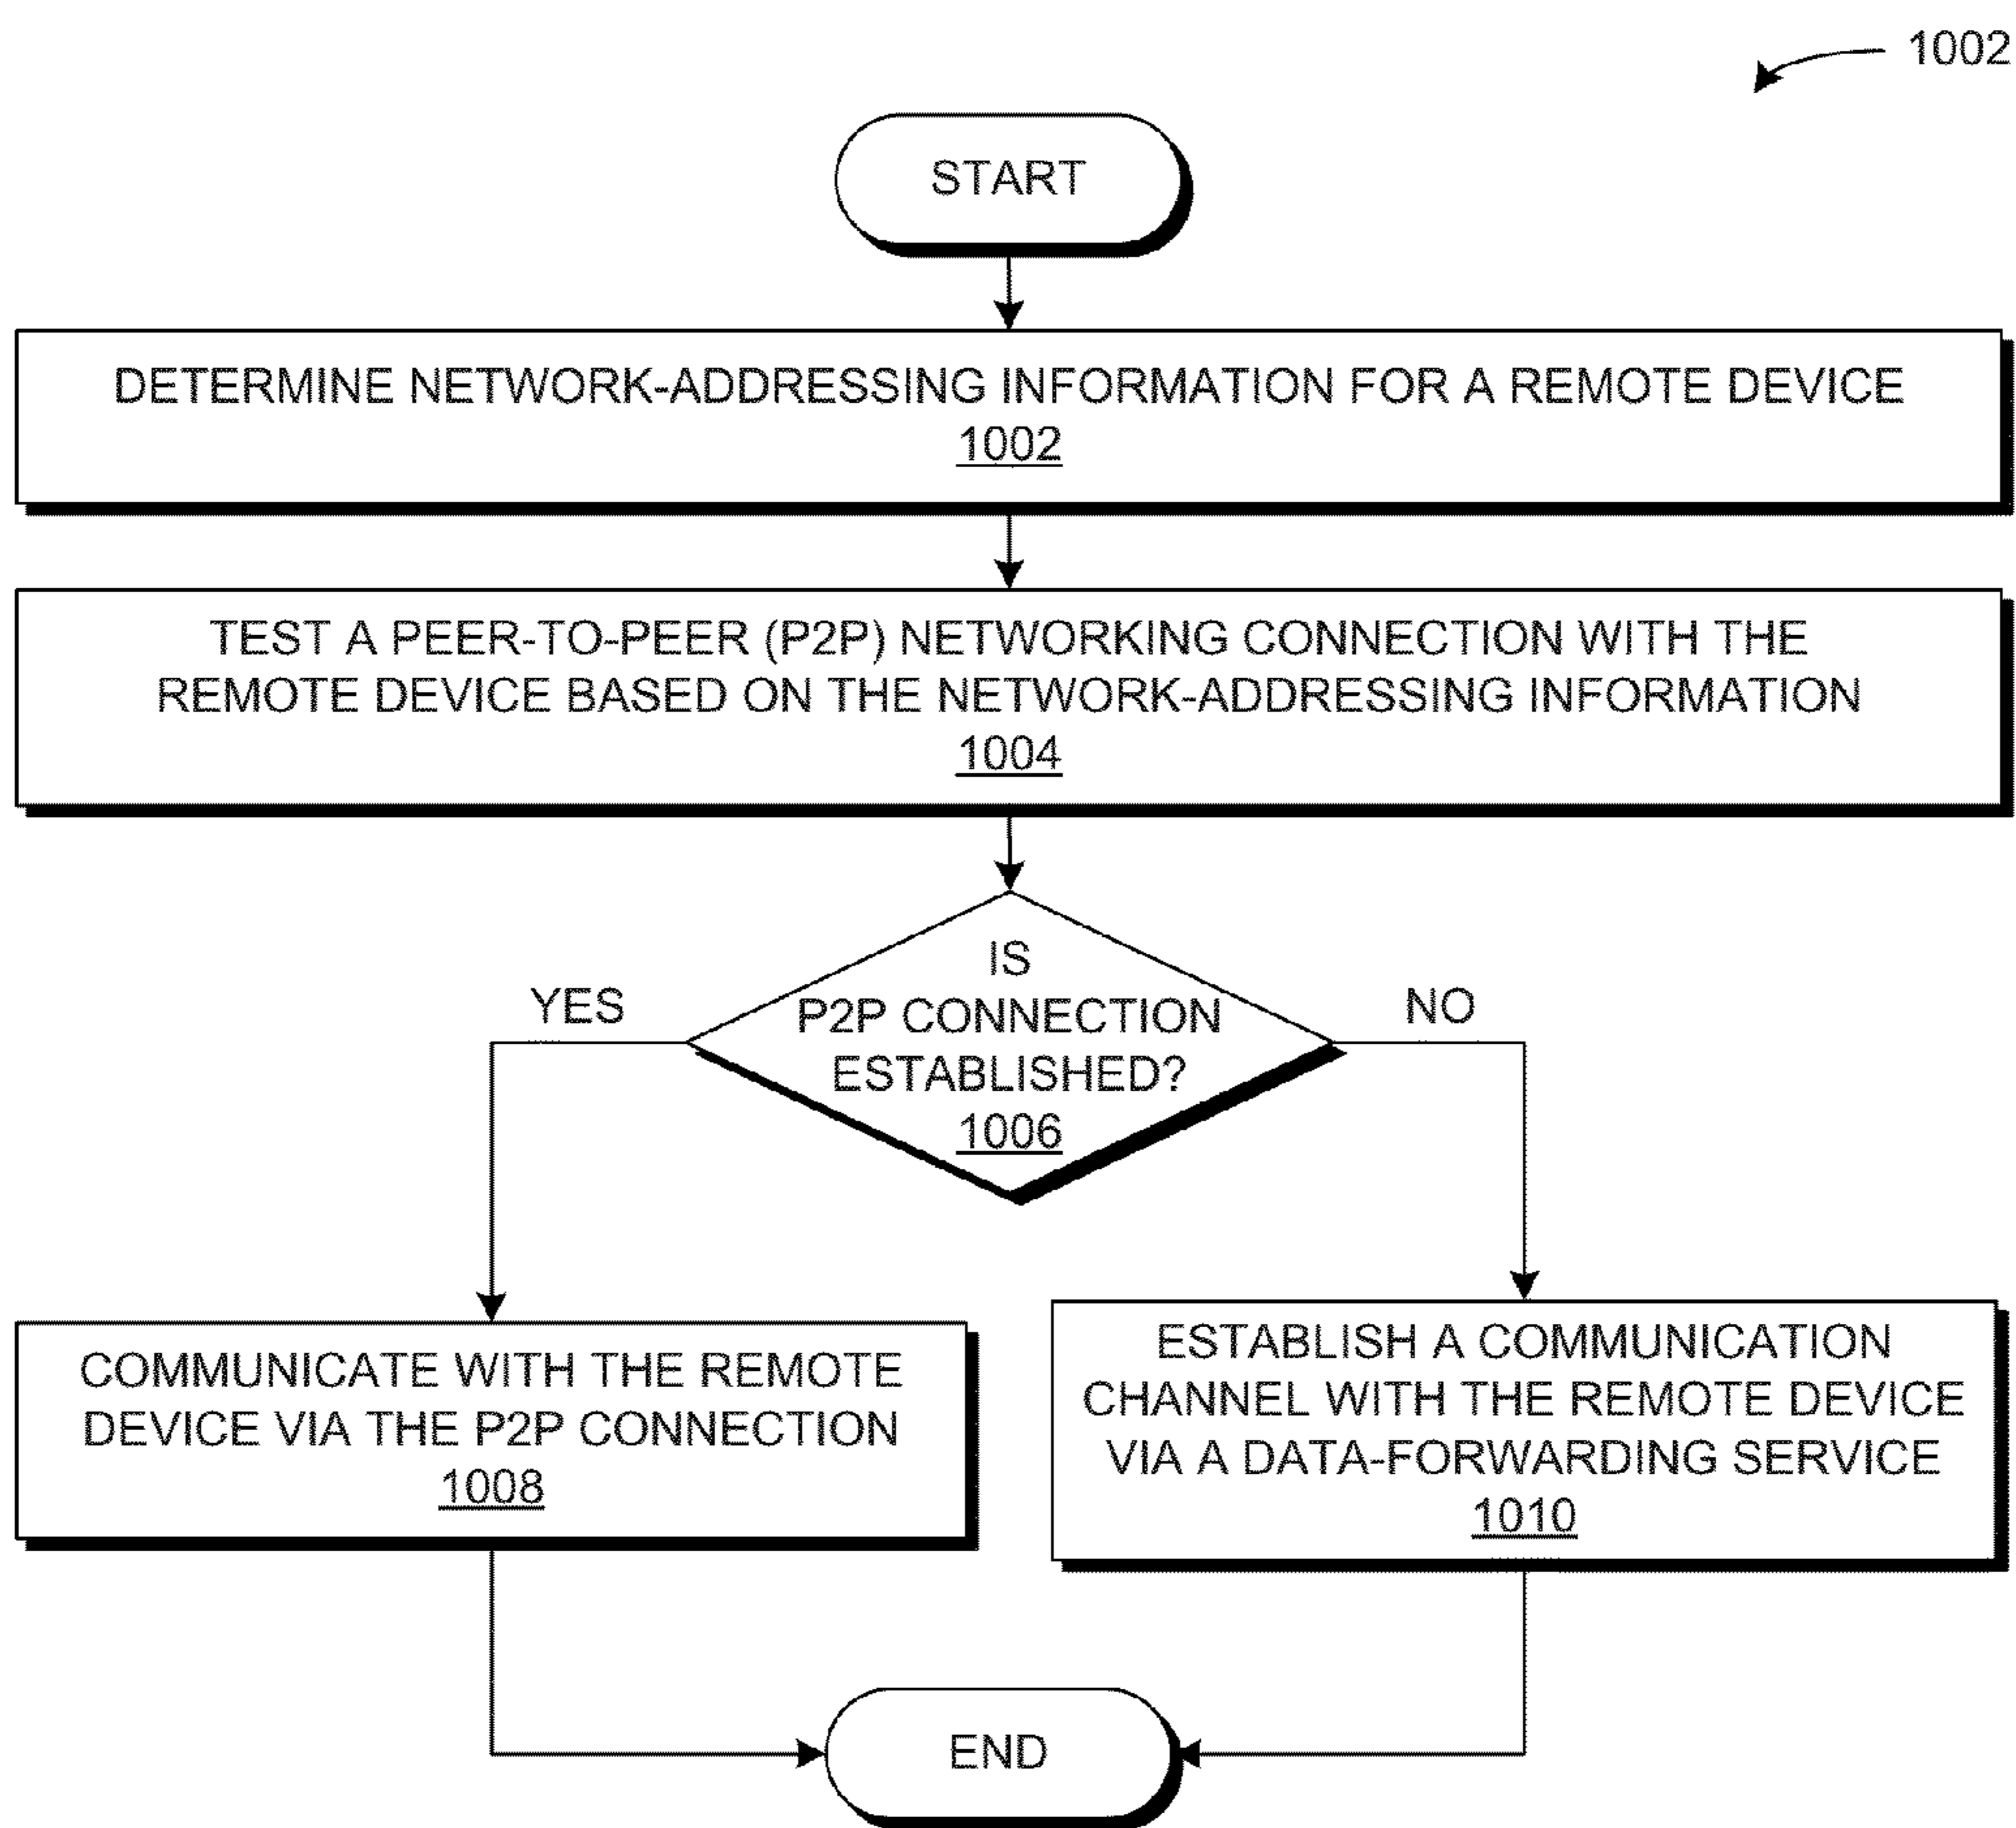 1002
START
DETERMINE NETWORK-ADDRESSING INFORMATION FOR A REMOTE DEVICE
1002
TEST A PEER-TO-PEER (P2P) NETWORKING CONNECTION WITH THE
REMOTE DEVICE BASED ON THE NETWORK-ADDRESSING INFORMATION
1004
IS
P2P CONNECTION
ESTABLISHED?
1006
YES
NO
COMMUNICATE WITH THE REMOTE
DEVICE VIA THE P2P CONNECTION
1008
ESTABLISH A COMMUNICATION
CHANNEL WITH THE REMOTE DEVICE
VIA A DATA-FORWARDING SERVICE
1010
END